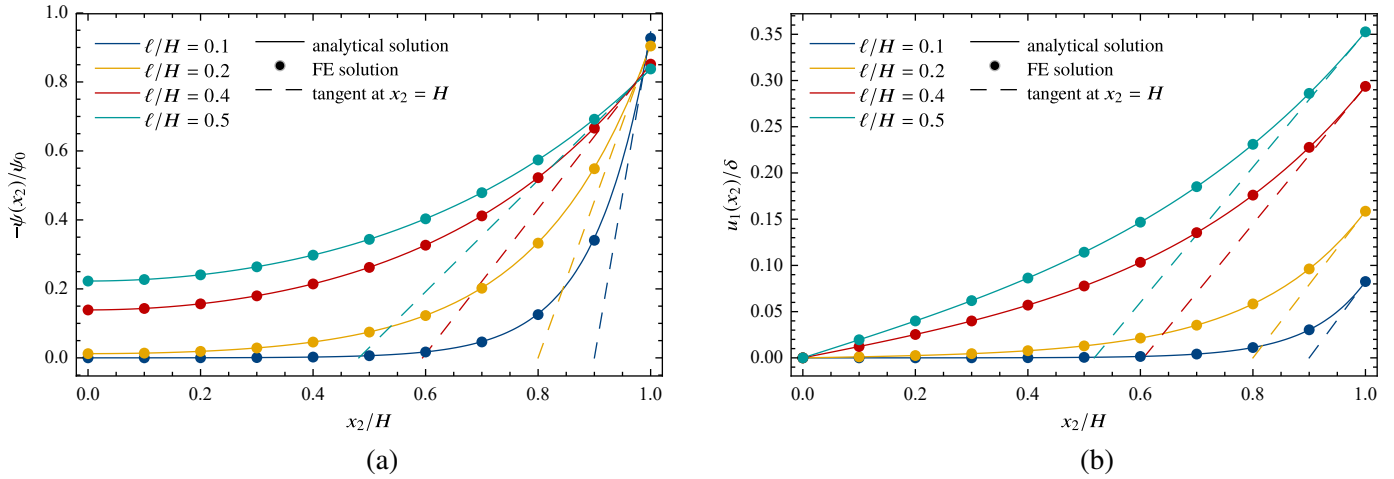 1.0
0.8
0.6
0.4
0.2
0.0
−ψ(x₂)/ψ₀
ℓ/H = 0.1
ℓ/H = 0.2
ℓ/H = 0.4
ℓ/H = 0.5
analytical solution
FE solution
tangent at x₂ = H
0.0 0.2 0.4 0.6 0.8 1.0
x₂/H
(a)
0.35
0.30
0.25
0.20
0.15
0.10
0.05
0.00
u₁(x₂)/δ
ℓ/H = 0.1
ℓ/H = 0.2
ℓ/H = 0.4
ℓ/H = 0.5
analytical solution
FE solution
tangent at x₂ = H
0.0 0.2 0.4 0.6 0.8 1.0
x₂/H
(b)